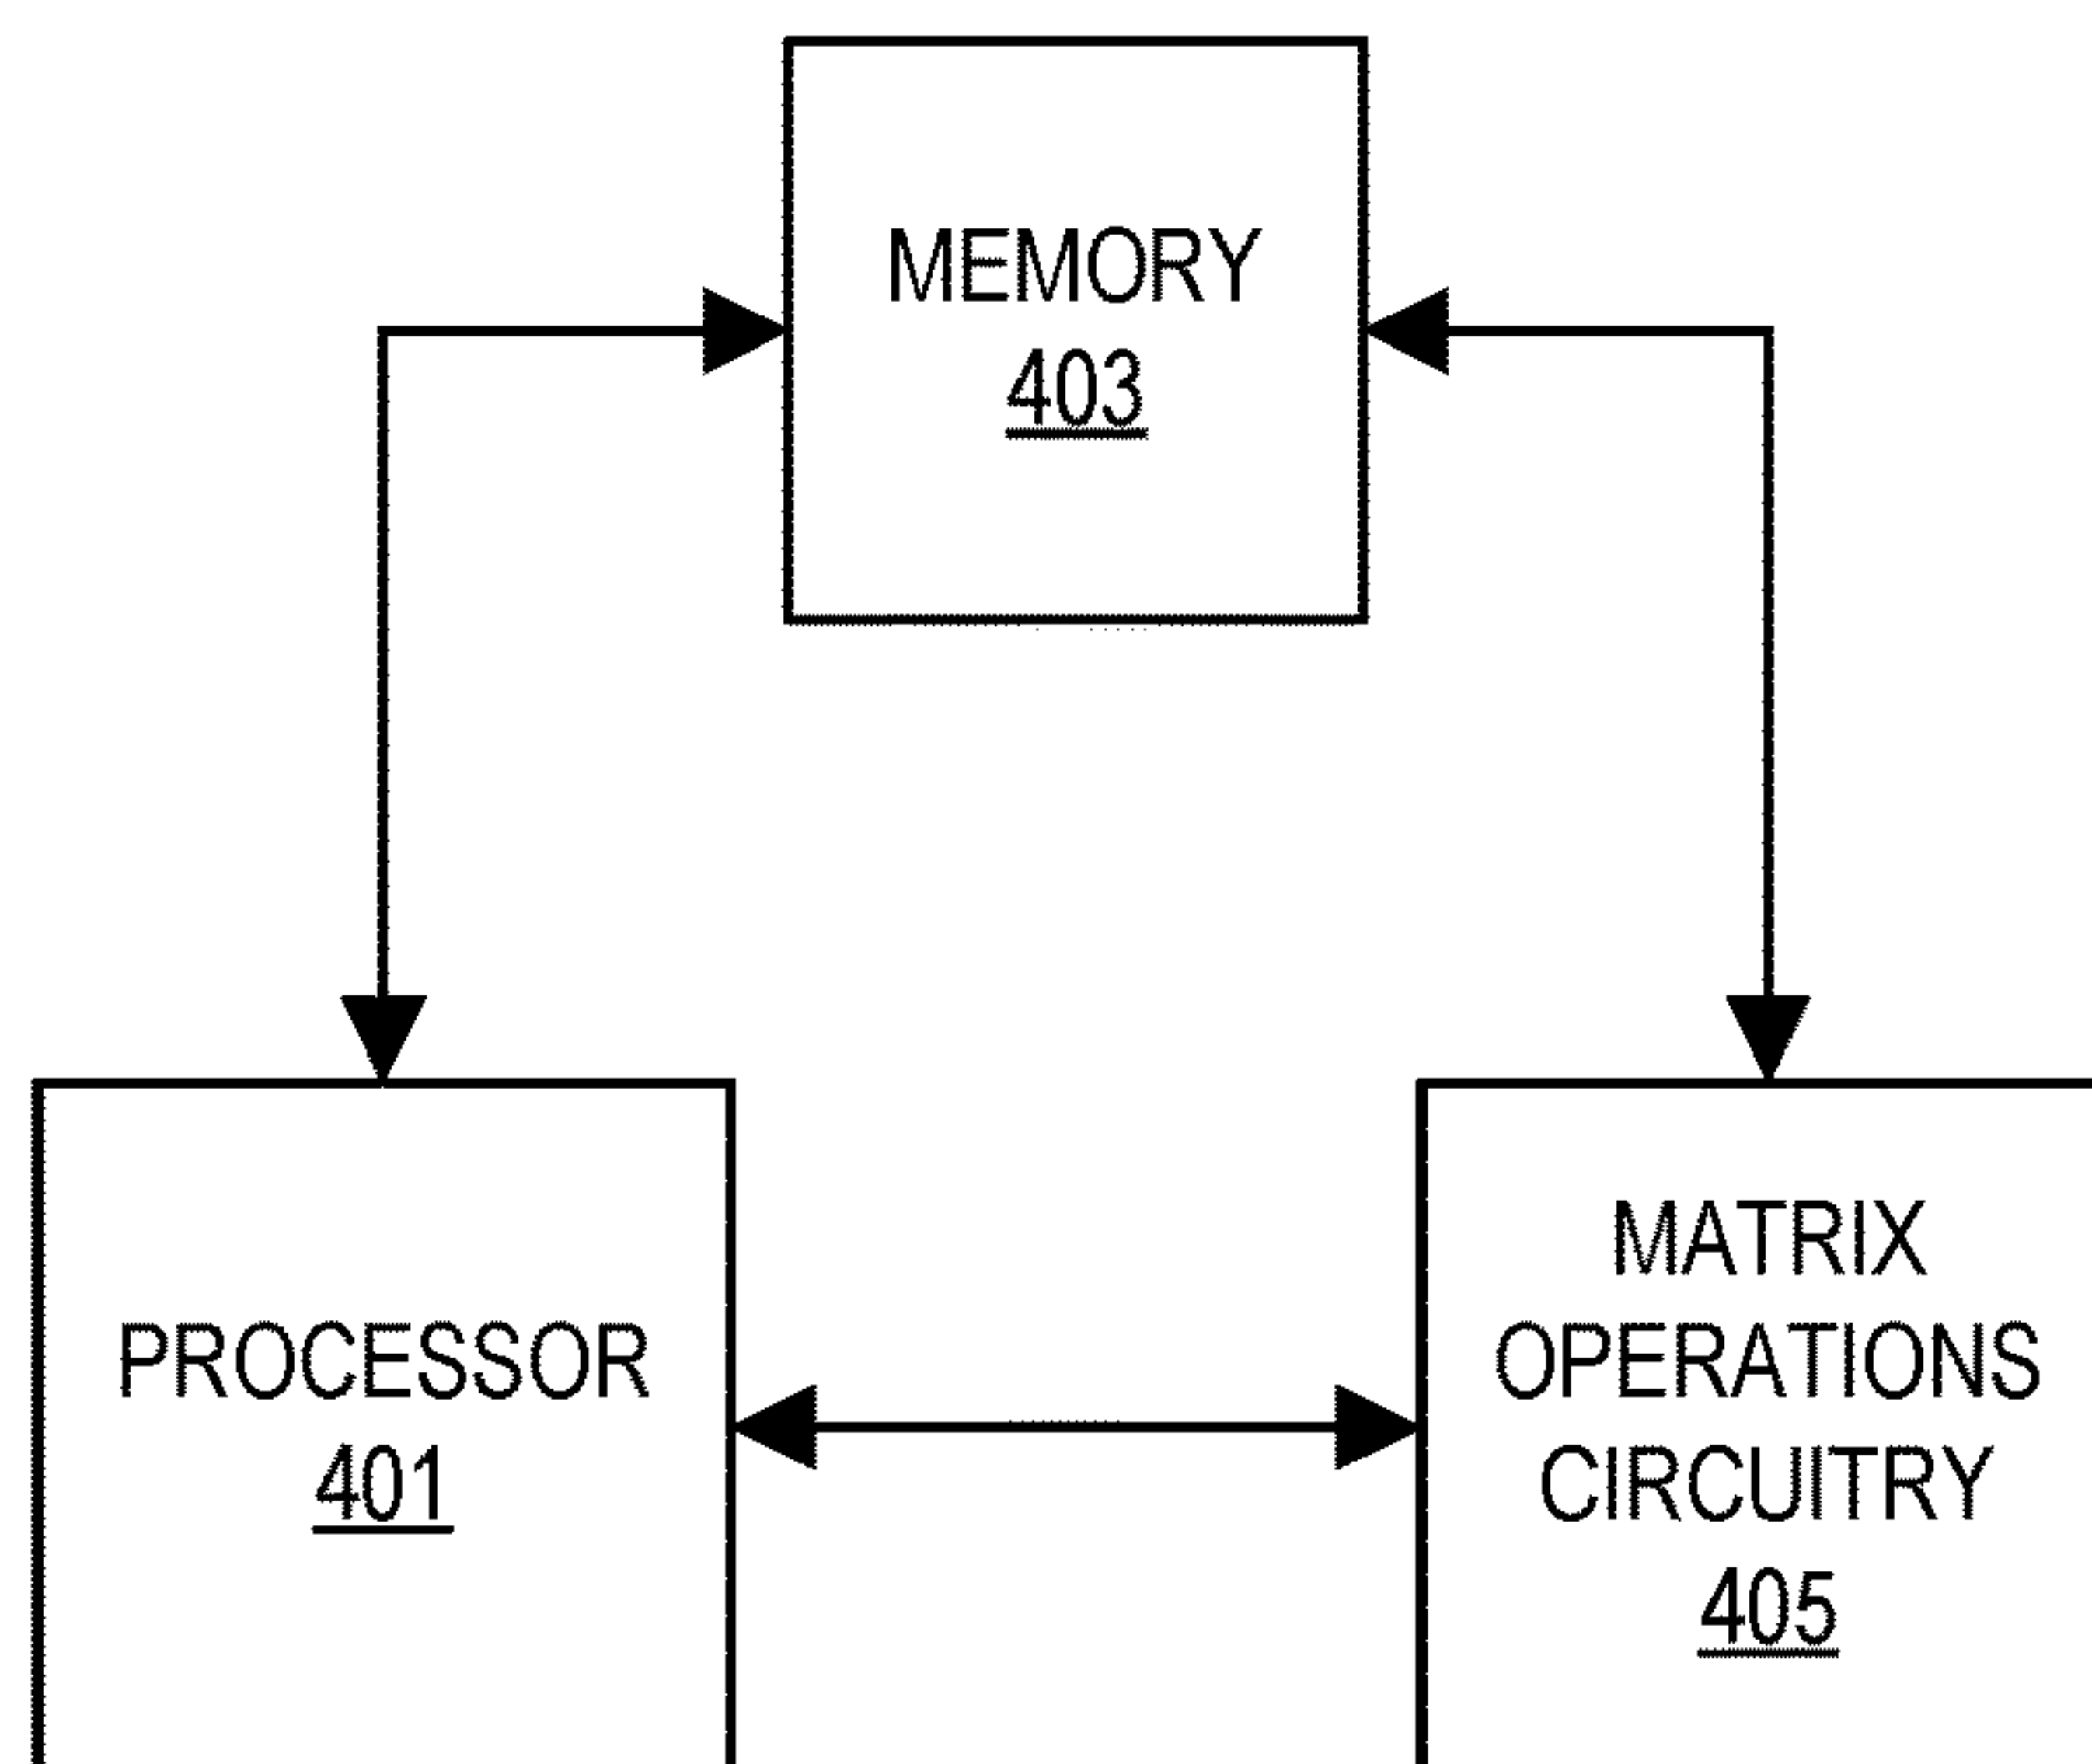 MEMORY
403
PROCESSOR
401
MATRIX
OPERATIONS
CIRCUITRY
405